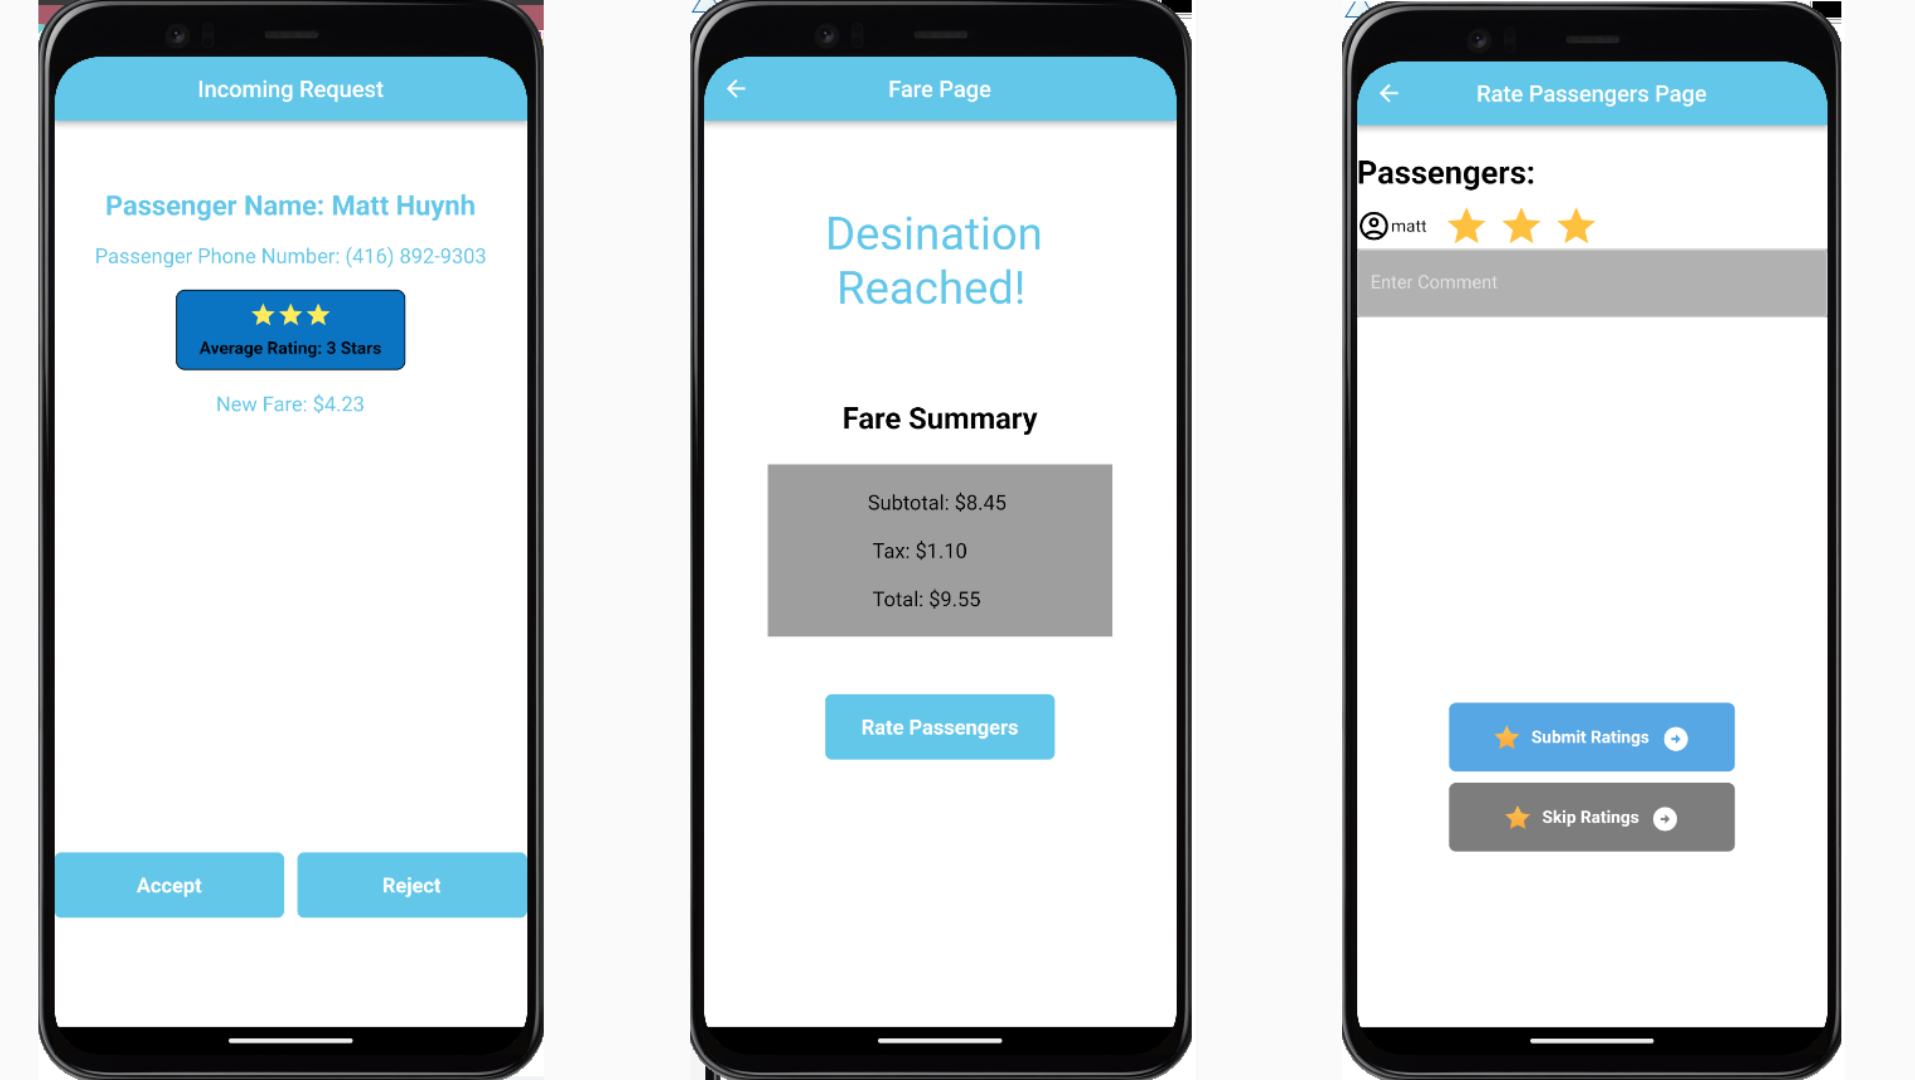 Incoming Request
Passenger Name: Matt Huynh
Passenger Phone Number: (416) 892-9303
Average Rating: 3 Stars
New Fare: $4.23
Accept
Reject
Fare Page
Desination
Reached!
Fare Summary
Subtotal: $8.45
Tax: $1.10
Total: $9.55
Rate Passengers
Rate Passengers Page
Passengers:
matt
Enter Comment
Submit Ratings
Skip Ratings